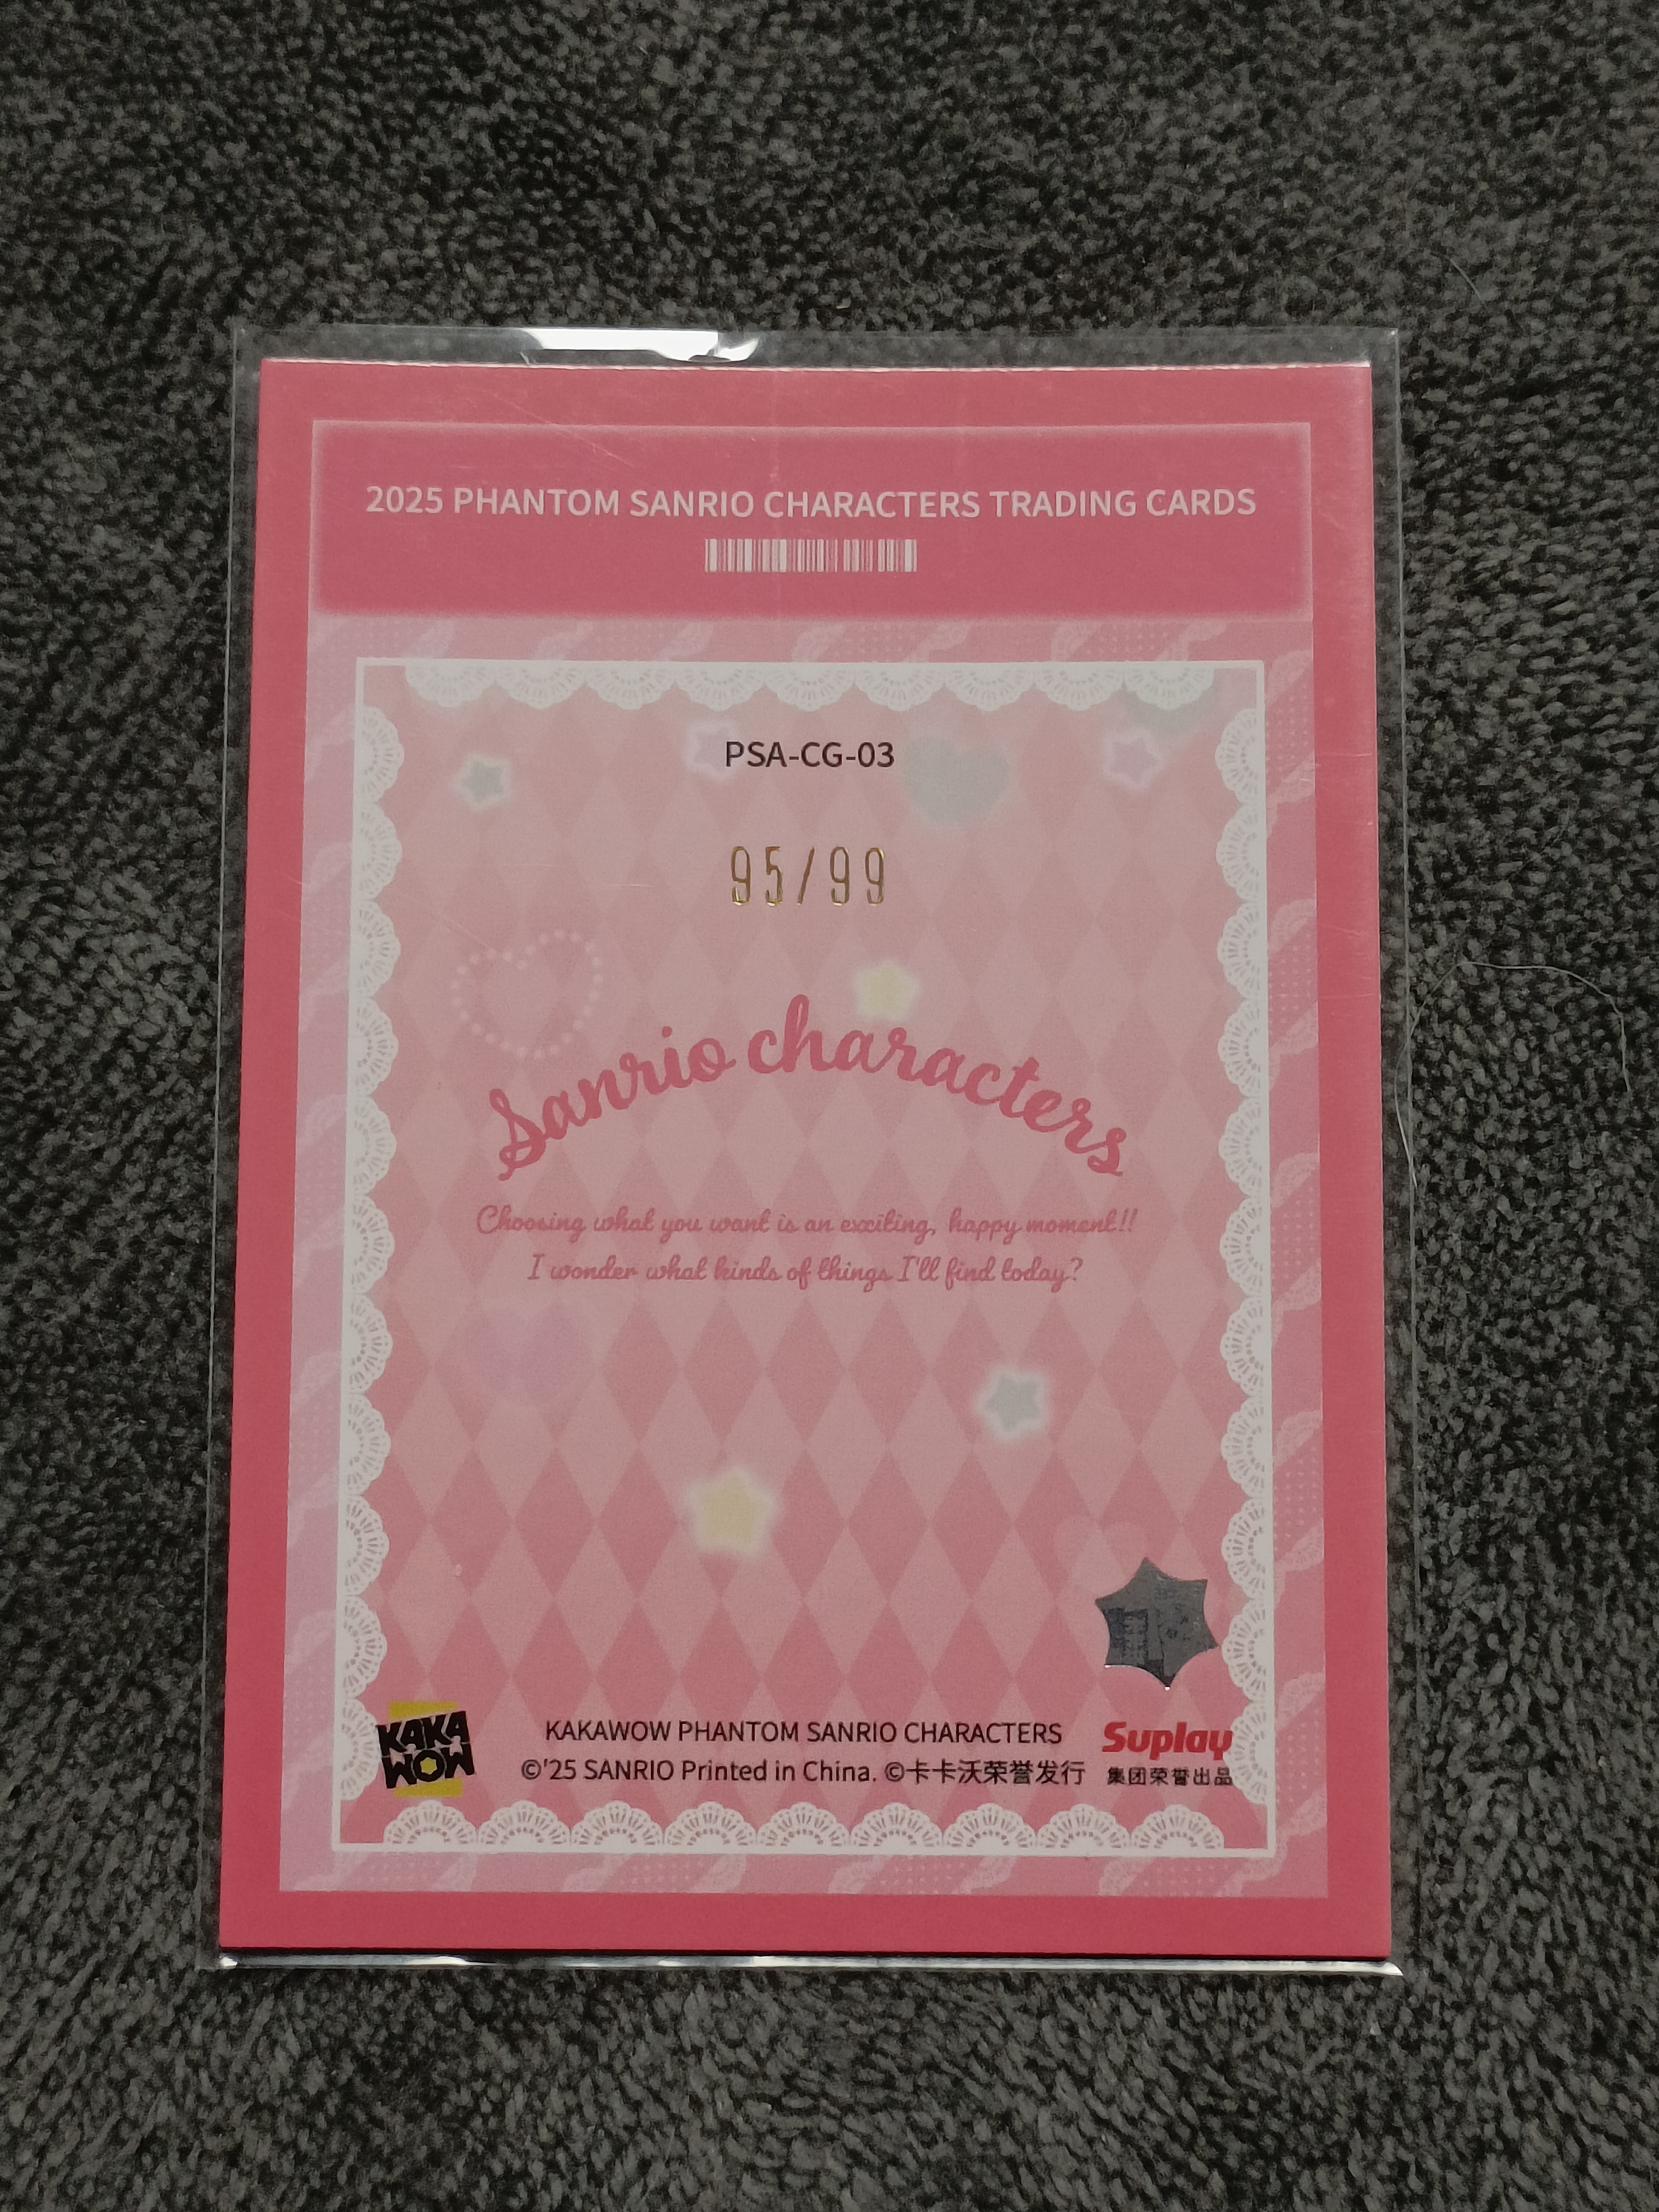 2025 PHANTOM SANRIO CHARACTERS TRADING CARDS
PSA-CG-03
95/99
Sanrio characters
Choosing what you want is an exciting, happy moment!!
I wonder what kinds of things I'll find today?
KAKA
WOW
KAKAWOW PHANTOM SANRIO CHARACTERS
©'25 SANRIO Printed in China. ©卡卡沃荣誉发行
Suplay
集团荣誉出品